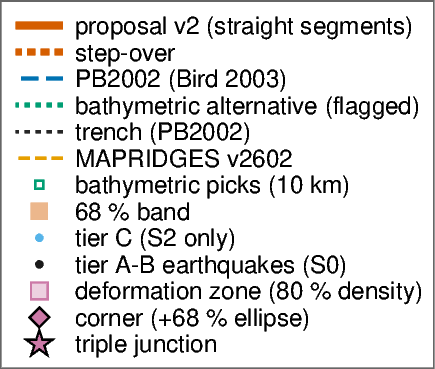 proposal v2 (straight segments)
step-over
PB2002 (Bird 2003)
bathymetric alternative (flagged)
trench (PB2002)
MAPRIDGES v2602
bathymetric picks (10 km)
68 % band
tier C (S2 only)
tier A-B earthquakes (S0)
deformation zone (80 % density)
corner (+68 % ellipse)
triple junction